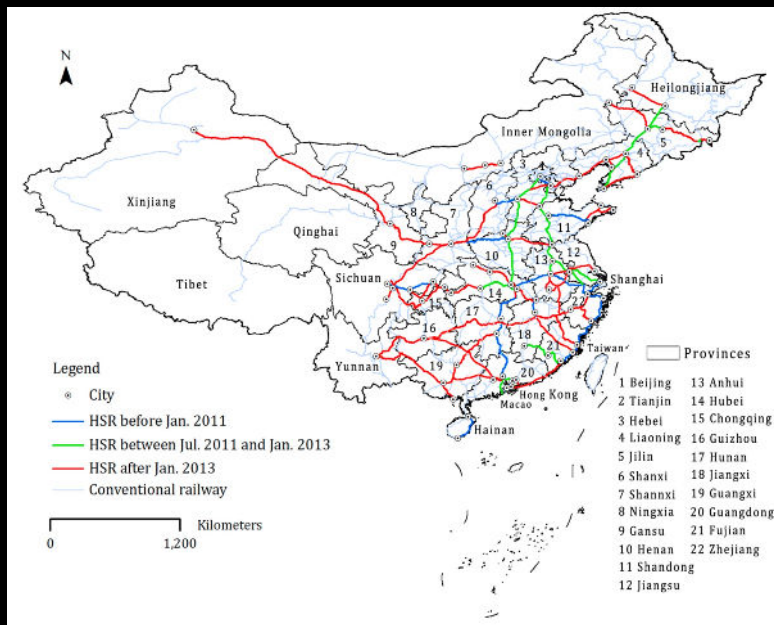 N
Heilongjiang
Inner Mongolia
Xinjiang
Qinghai
Tibet
Sichuan
Yunnan
Shanghai
Taiwan
Hong Kong
Macao
Hainan
3
4
5
6
7
8
9
10
11
12
13
14
15
16
17
18
19
20
21
22
Legend
City
HSR before Jan. 2011
HSR between Jul. 2011 and Jan. 2013
HSR after Jan. 2013
Conventional railway
Kilometers
0 1,200
Provinces
1 Beijing 13 Anhui
2 Tianjin 14 Hubei
3 Hebei 15 Chongqing
4 Liaoning 16 Guizhou
5 Jilin 17 Hunan
6 Shanxi 18 Jiangxi
7 Shannxi 19 Guangxi
8 Ningxia 20 Guangdong
9 Gansu 21 Fujian
10 Henan 22 Zhejiang
11 Shandong
12 Jiangsu